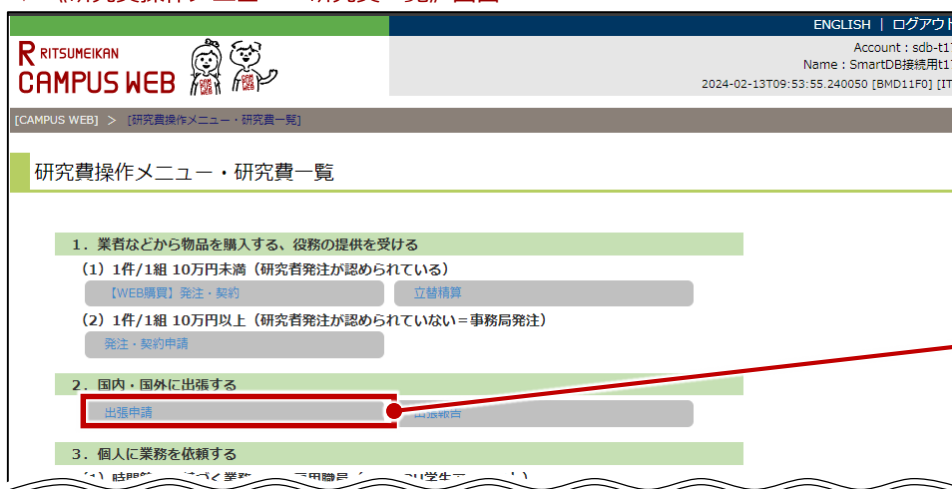 ENGLISH | ログアウト
RITSUMEIKAN
CAMPUS WEB
Account : sdb-t1
Name : SmartDB接続用t1
2024-02-13T09:53:55.240050 [BMD11F0] [IT
[CAMPUS WEB] > [研究費操作メニュー・研究費一覧]
研究費操作メニュー・研究費一覧
1. 業者などから物品を購入する、役務の提供を受ける
(1) 1件/1組 10万円未満（研究者発注が認められている）
【WEB購買】発注・契約 立替精算
(2) 1件/1組 10万円以上（研究者発注が認められていない＝事務局発注）
発注・契約申請
2. 国内・国外に出張する
出張申請 出張報告
3. 個人に業務を依頼する